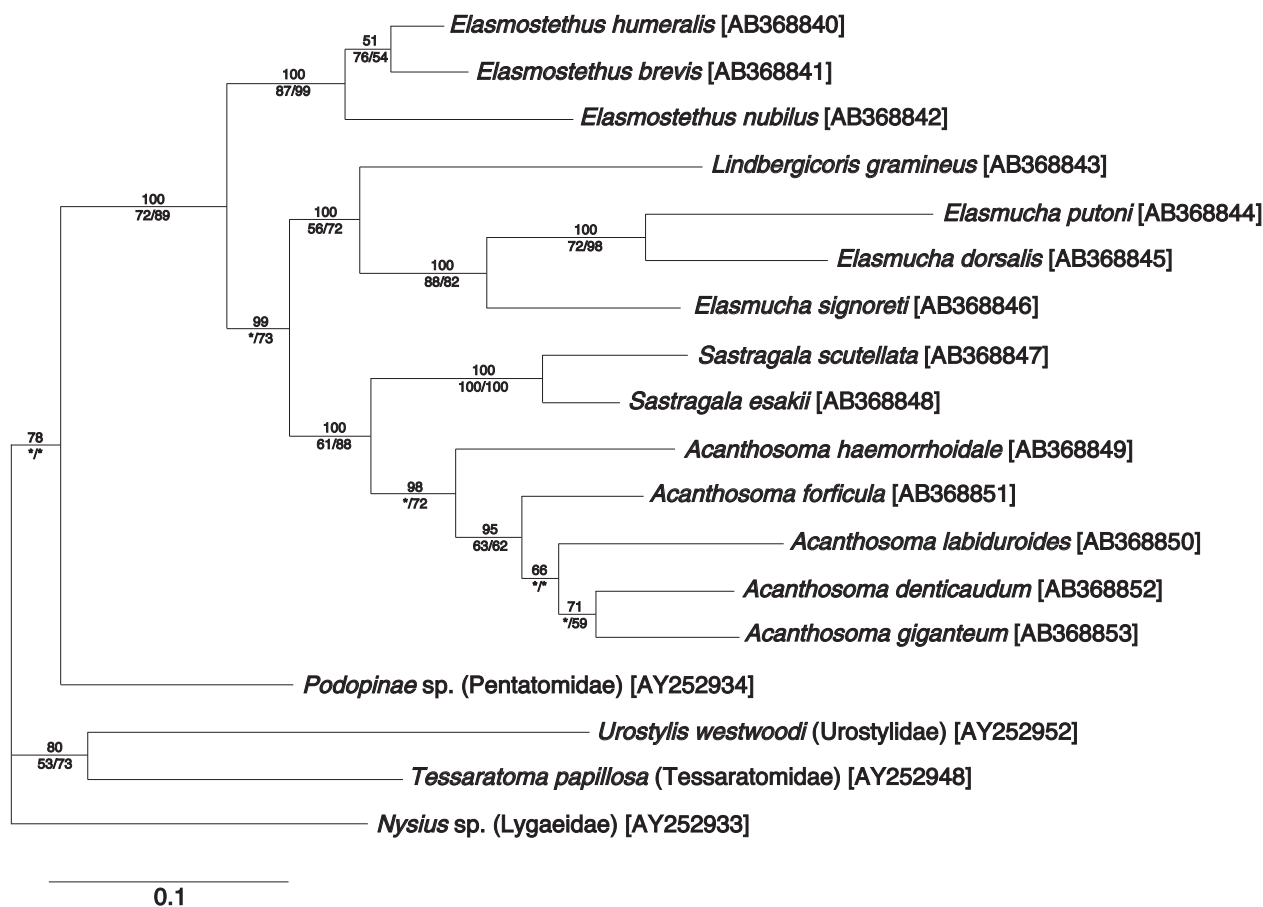 Elasmostethus humeralis [AB368840]
51
76/54
Elasmostethus brevis [AB368841]
100
87/99
Elasmostethus nubilus [AB368842]
Lindbergicoris gramineus [AB368843]
100
72/89
100
56/72
Elasmucha putoni [AB368844]
100
72/98
Elasmucha dorsalis [AB368845]
100
88/82
Elasmucha signoreti [AB368846]
99
*/73
Sastragala scutellata [AB368847]
100
100/100
Sastragala esakii [AB368848]
100
61/88
78
*/*
Acanthosoma haemorrhoidale [AB368849]
98
*/72
Acanthosoma forficula [AB368851]
95
63/62
Acanthosoma labiduroides [AB368850]
66
*/*
Acanthosoma denticaudum [AB368852]
71
*/59
Acanthosoma giganteum [AB368853]
Podopinae sp. (Pentatomidae) [AY252934]
Urostylis westwoodi (Urostylidae) [AY252952]
80
53/73
Tessaratoma papillosa (Tessaratomidae) [AY252948]
Nysius sp. (Lygaeidae) [AY252933]
0.1